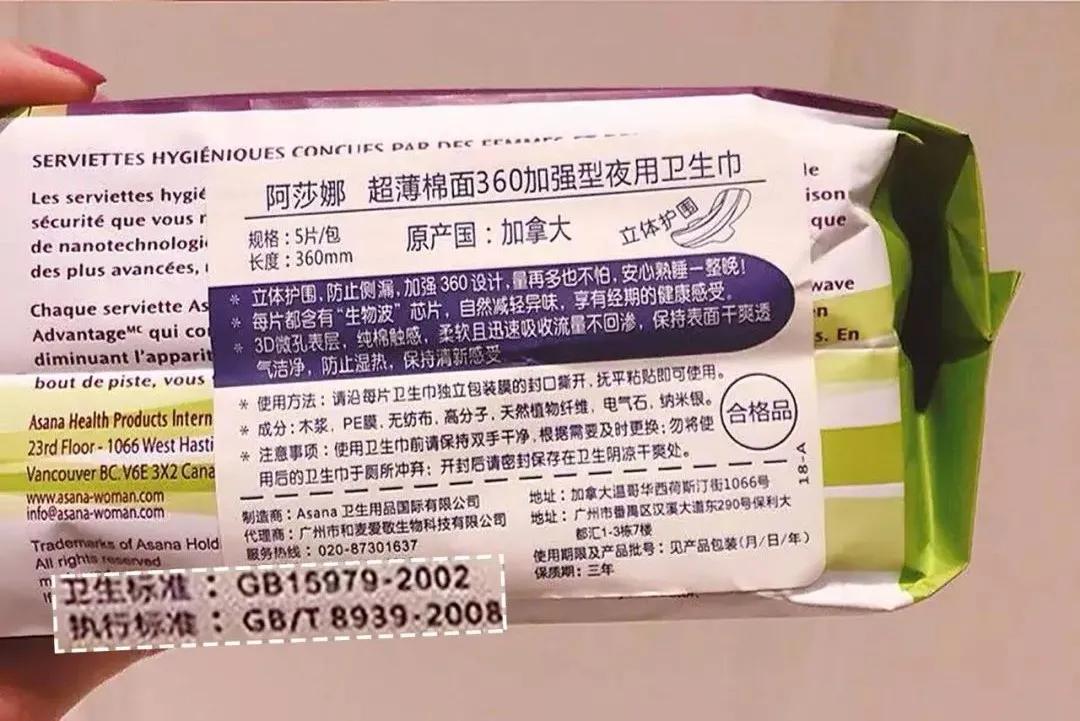 SERVIETTES HYGIÉNIQUES CONCUES PAR DES FEMMES
Les serviettes hygié
sécurité que vous r
de nanotechnologi
des plus avancées,
Chaque serviette As
Advantageᴹᶜ qui co
diminuant l'apparit
bout de piste, vous
Asana Health Products Intern
23rd Floor - 1066 West Hasti
Vancouver BC. V6E 3X2 Cana
www.asana-woman.com
info@asana-woman.com
Trademarks of Asana Hold
All rights reserved
le
ison
que
wave
en
s. En
阿莎娜 超薄棉面360加强型夜用卫生巾
规格：5片/包
长度：360mm
原产国：加拿大
立体护围
* 立体护围，防止侧漏，加强360设计，量再多也不怕，安心熟睡一整晚！
* 每片都含有“生物波”芯片，自然减轻异味，享有经期的健康感受。
* 3D微孔表层，纯棉触感，柔软且迅速吸收流量不回渗，保持表面干爽透
气洁净，防止湿热，保持清新感受
* 使用方法：请沿每片卫生巾独立包装膜的封口撕开，抚平粘贴即可使用。
* 成分：木浆，PE膜，无纺布，高分子，天然植物纤维，电气石，纳米银。
* 注意事项：使用卫生巾前请保持双手干净，根据需要及时更换；勿将使
用后的卫生巾于厕所冲弃；开封后请密封保存在卫生阴凉干爽处。
合格品
18-A
制造商：Asana 卫生用品国际有限公司
代理商：广州市和麦爱敬生物科技有限公司
服务热线：020-87301637
地址：加拿大温哥华西荷斯汀街1066号
地址：广州市番禺区汉溪大道东290号保利大
都汇1-3栋7楼
使用期限及产品批号：见产品包装(月/日/年)
保质期：三年
卫生标准：GB15979-2002
执行标准：GB/T 8939-2008